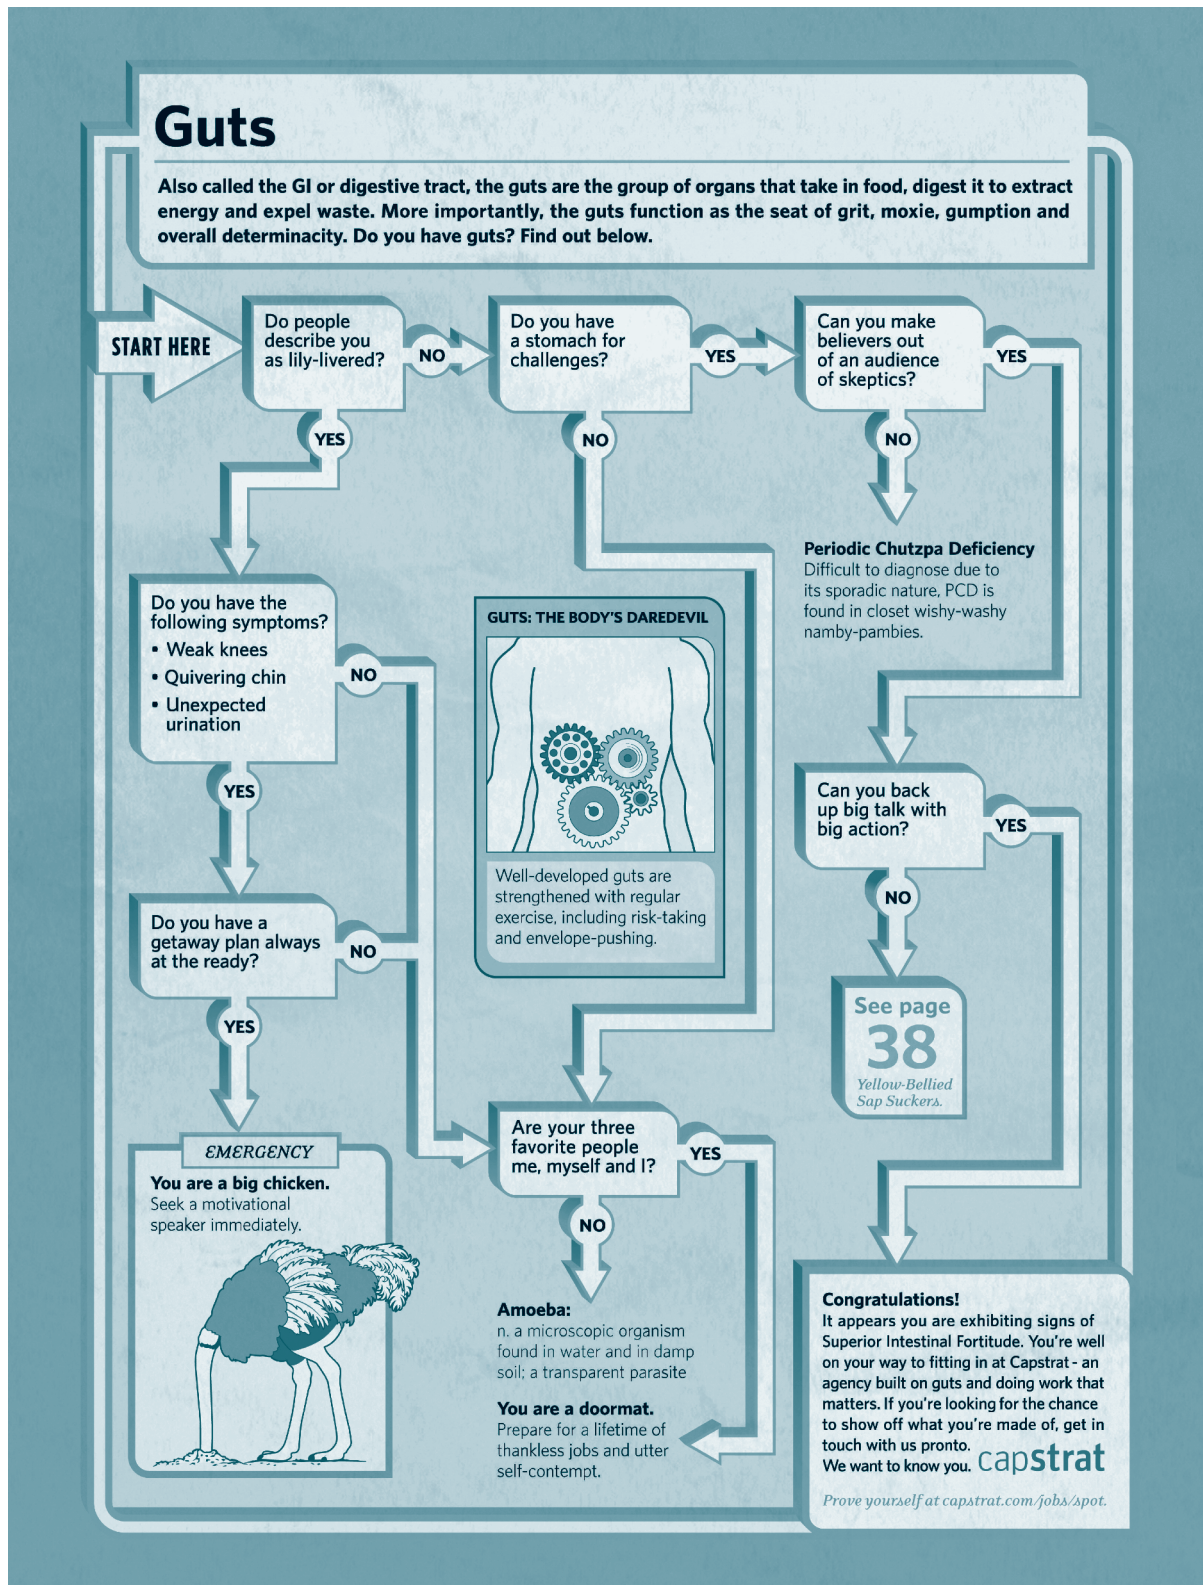 Guts
Also called the GI or digestive tract, the guts are the group of organs that take in food, digest it to extract
energy and expel waste. More importantly, the guts function as the seat of grit, moxie, gumption and
overall determinacity. Do you have guts? Find out below.
START HERE
Do people
describe you
as lily-livered?
NO
Do you have
a stomach for
challenges?
YES
Can you make
believers out
of an audience
of skeptics?
YES
YES
NO
NO
Periodic Chutzpa Deficiency
Difficult to diagnose due to
its sporadic nature, PCD is
found in closet wishy-washy
namby-pambies.
Do you have the
following symptoms?
• Weak knees
• Quivering chin
• Unexpected
urination
NO
YES
GUTS: THE BODY'S DAREDEVIL
Well-developed guts are
strengthened with regular
exercise, including risk-taking
and envelope-pushing.
Can you back
up big talk with
big action?
YES
NO
See page
38
Yellow-Bellied
Sap Suckers.
Do you have a
getaway plan always
at the ready?
NO
YES
EMERGENCY
You are a big chicken.
Seek a motivational
speaker immediately.
Are your three
favorite people
me, myself and I?
YES
NO
Amoeba:
n. a microscopic organism
found in water and in damp
soil; a transparent parasite
You are a doormat.
Prepare for a lifetime of
thankless jobs and utter
self-contempt.
Congratulations!
It appears you are exhibiting signs of
Superior Intestinal Fortitude. You're well
on your way to fitting in at Capstrat - an
agency built on guts and doing work that
matters. If you're looking for the chance
to show off what you're made of, get in
touch with us pronto.
We want to know you. capstrat
Prove yourself at capstrat.com/jobs/spot.